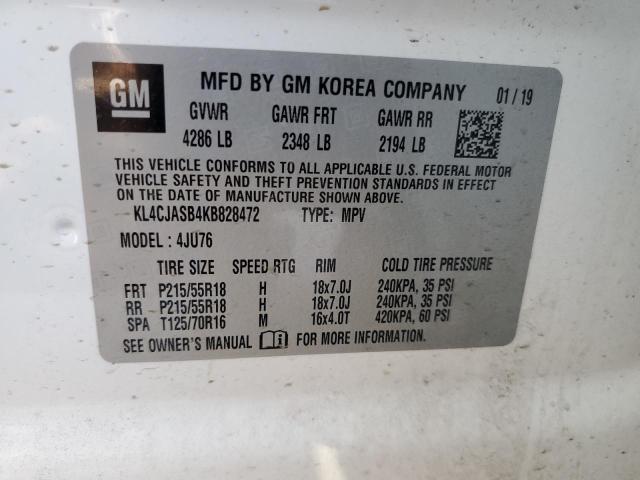 GM
MFD BY GM KOREA COMPANY 01 / 19
GVWR GAWR FRT GAWR RR
4286 LB 2348 LB 2194 LB
THIS VEHICLE CONFORMS TO ALL APPLICABLE U.S. FEDERAL MOTOR
VEHICLE SAFETY AND THEFT PREVENTION STANDARDS IN EFFECT
ON THE DATE OF MANUFACTURE SHOWN ABOVE.
KL4CJASB4KB828472 TYPE: MPV
MODEL: 4JU76
TIRE SIZE SPEED RTG RIM COLD TIRE PRESSURE
FRT P215/55R18 H 18x7.0J 240KPA, 35 PSI
RR P215/55R18 H 18x7.0J 240KPA, 35 PSI
SPA T125/70R16 M 16x4.0T 420KPA, 60 PSI
SEE OWNER'S MANUAL FOR MORE INFORMATION.